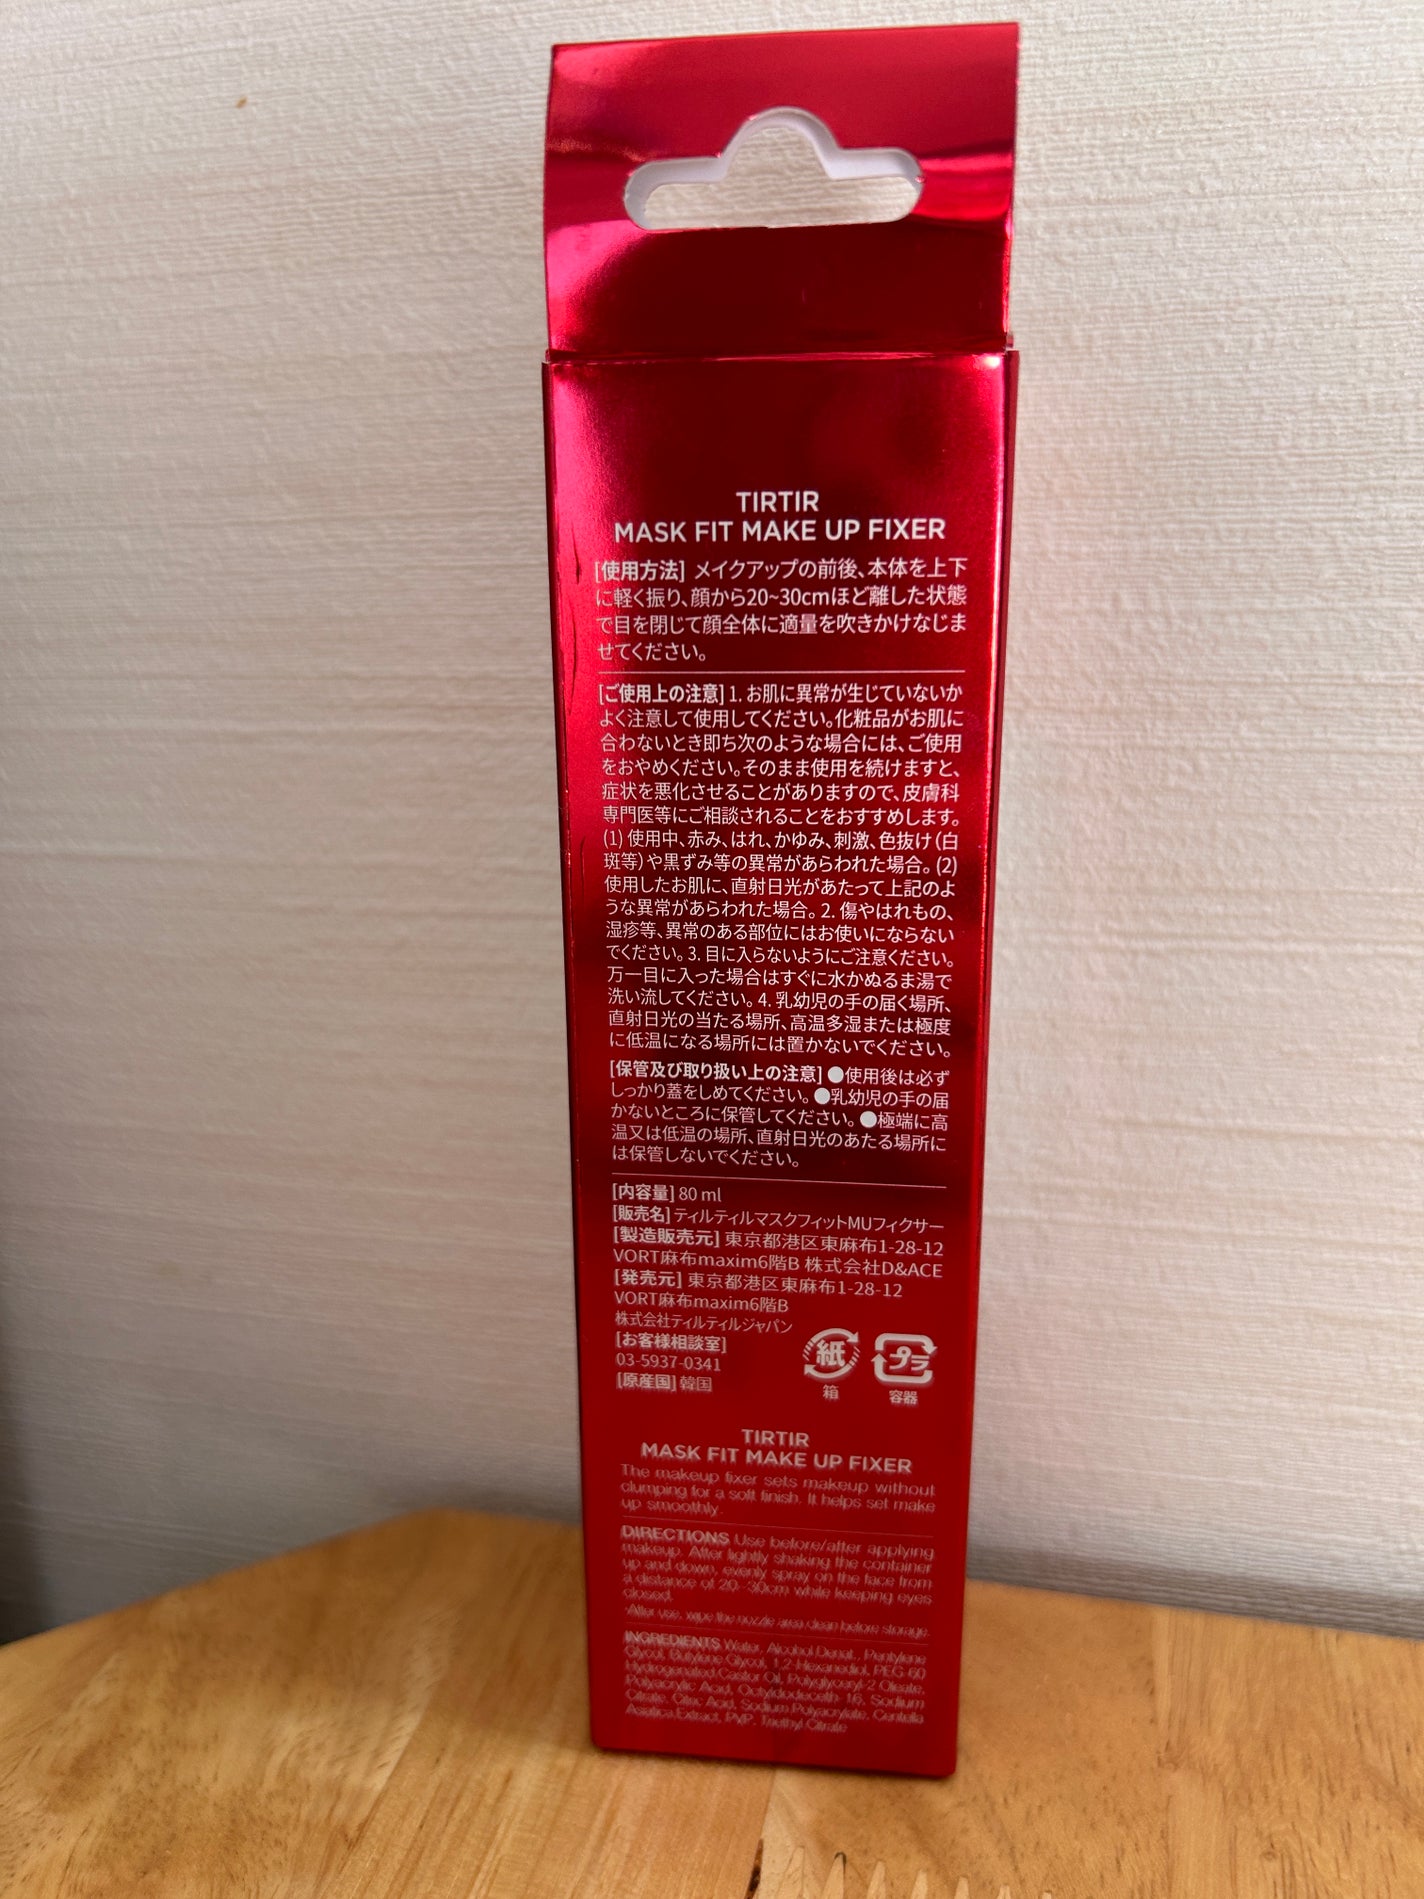 TIRTIR
MASK FIT MAKE UP FIXER
[使用方法] メイクアップの前後、本体を上下
に軽く振り、顔から20~30cmほど離した状態
で目を閉じて顔全体に適量を吹きかけなじま
せてください。
[ご使用上の注意] 1. お肌に異常が生じていないか
よく注意して使用してください。化粧品がお肌に
合わないとき即ち次のような場合には、ご使用
をおやめください。そのまま使用を続けますと、
症状を悪化させることがありますので、皮膚科
専門医等にご相談されることをおすすめします。
(1) 使用中、赤み、はれ、かゆみ、刺激、色抜け（白
斑等）や黒ずみ等の異常があらわれた場合。(2)
使用したお肌に、直射日光があたって上記のよ
うな異常があらわれた場合。2. 傷やはれもの、
湿疹等、異常のある部位にはお使いにならない
でください。3. 目に入らないようにご注意ください。
万一目に入った場合はすぐに水かぬるま湯で
洗い流してください。4. 乳幼児の手の届く場所、
直射日光の当たる場所、高温多湿または極度
に低温になる場所には置かないでください。
[保管及び取り扱い上の注意] ●使用後は必ず
しっかり蓋をしめてください。●乳幼児の手の届
かないところに保管してください。●極端に高
温又は低温の場所、直射日光のあたる場所に
は保管しないでください。
[内容量] 80 ml
[販売名] ティルティルマスクフィットMUフィクサー
[製造販売元] 東京都港区東麻布1-28-12
VORT麻布maxim6階B 株式会社D&ACE
[発売元] 東京都港区東麻布1-28-12
VORT麻布maxim6階B
株式会社ティルティルジャパン
[お客様相談室]
03-5937-0341
[原産国] 韓国
紙 プラ
箱 容器
TIRTIR
MASK FIT MAKE UP FIXER
The makeup fixer sets makeup without
clumping for a soft finish. It helps set make
up smoothly.
DIRECTIONS Use before/after applying
makeup. After lightly shaking the container
up and down, evenly spray on the face from
a distance of 20~30cm while keeping eyes
closed.
*After use, wipe the nozzle area clean before storage.
INGREDIENTS Water, Alcohol Denat., Pentylene
Glycol, Butylene Glycol, 1,2-Hexanediol, PEG-60
Hydrogenated Castor Oil, Polyglyceryl-2 Oleate,
Polyacrylic Acid, Octyldodeceth-16, Sodium
Citrate, Citric Acid, Sodium Polyacrylate, Centella
Asiatica Extract, PVP, Triethyl Citrate